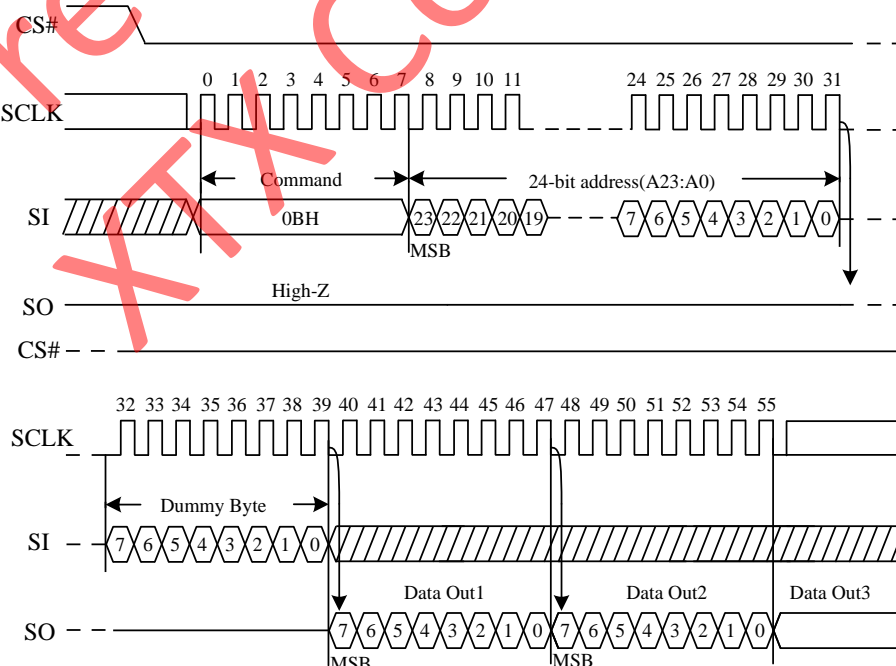 CS#
0 1 2 3 4 5 6 7 8 9 10 11 24 25 26 27 28 29 30 31
SCLK
Command 24-bit address(A23:A0)
SI 0BH 23 22 21 20 19 7 6 5 4 3 2 1 0
MSB
High-Z
SO
CS#
32 33 34 35 36 37 38 39 40 41 42 43 44 45 46 47 48 49 50 51 52 53 54 55
SCLK
Dummy Byte
SI 7 6 5 4 3 2 1 0
Data Out1 Data Out2 Data Out3
SO 7 6 5 4 3 2 1 0 7 6 5 4 3 2 1 0
MSB MSB
XTX